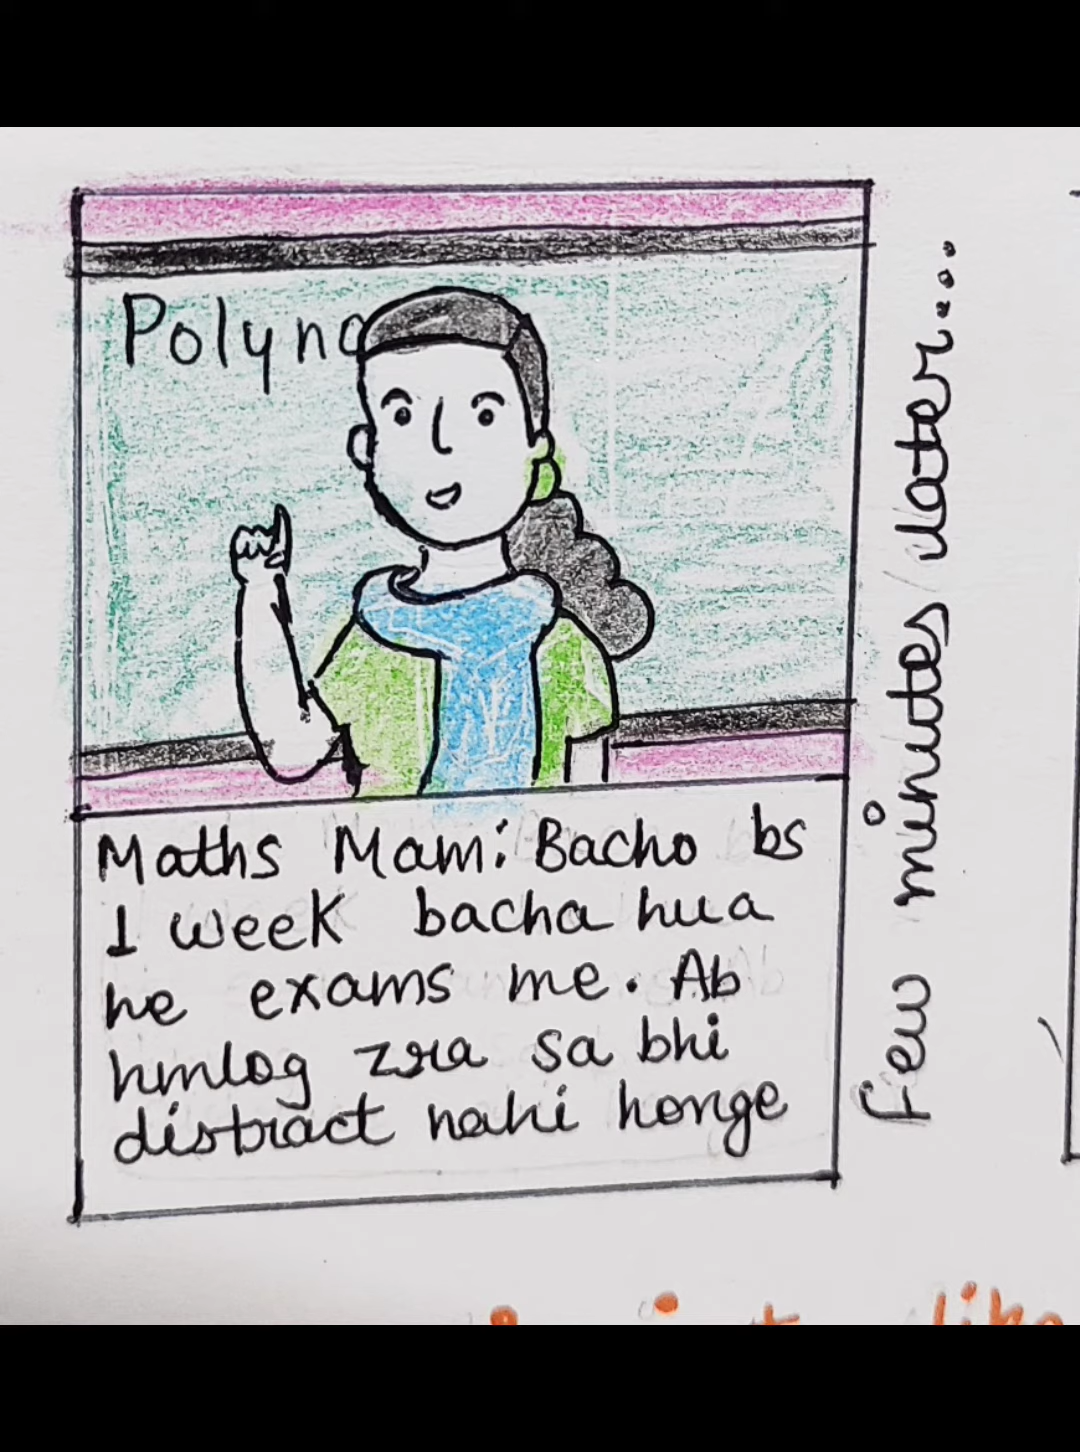 Polyno
Maths Mam: Bacho bs
1 week bacha hua
he exams me. Ab
hmlog zra sa bhi
distract nahi honge
Few minutes later...